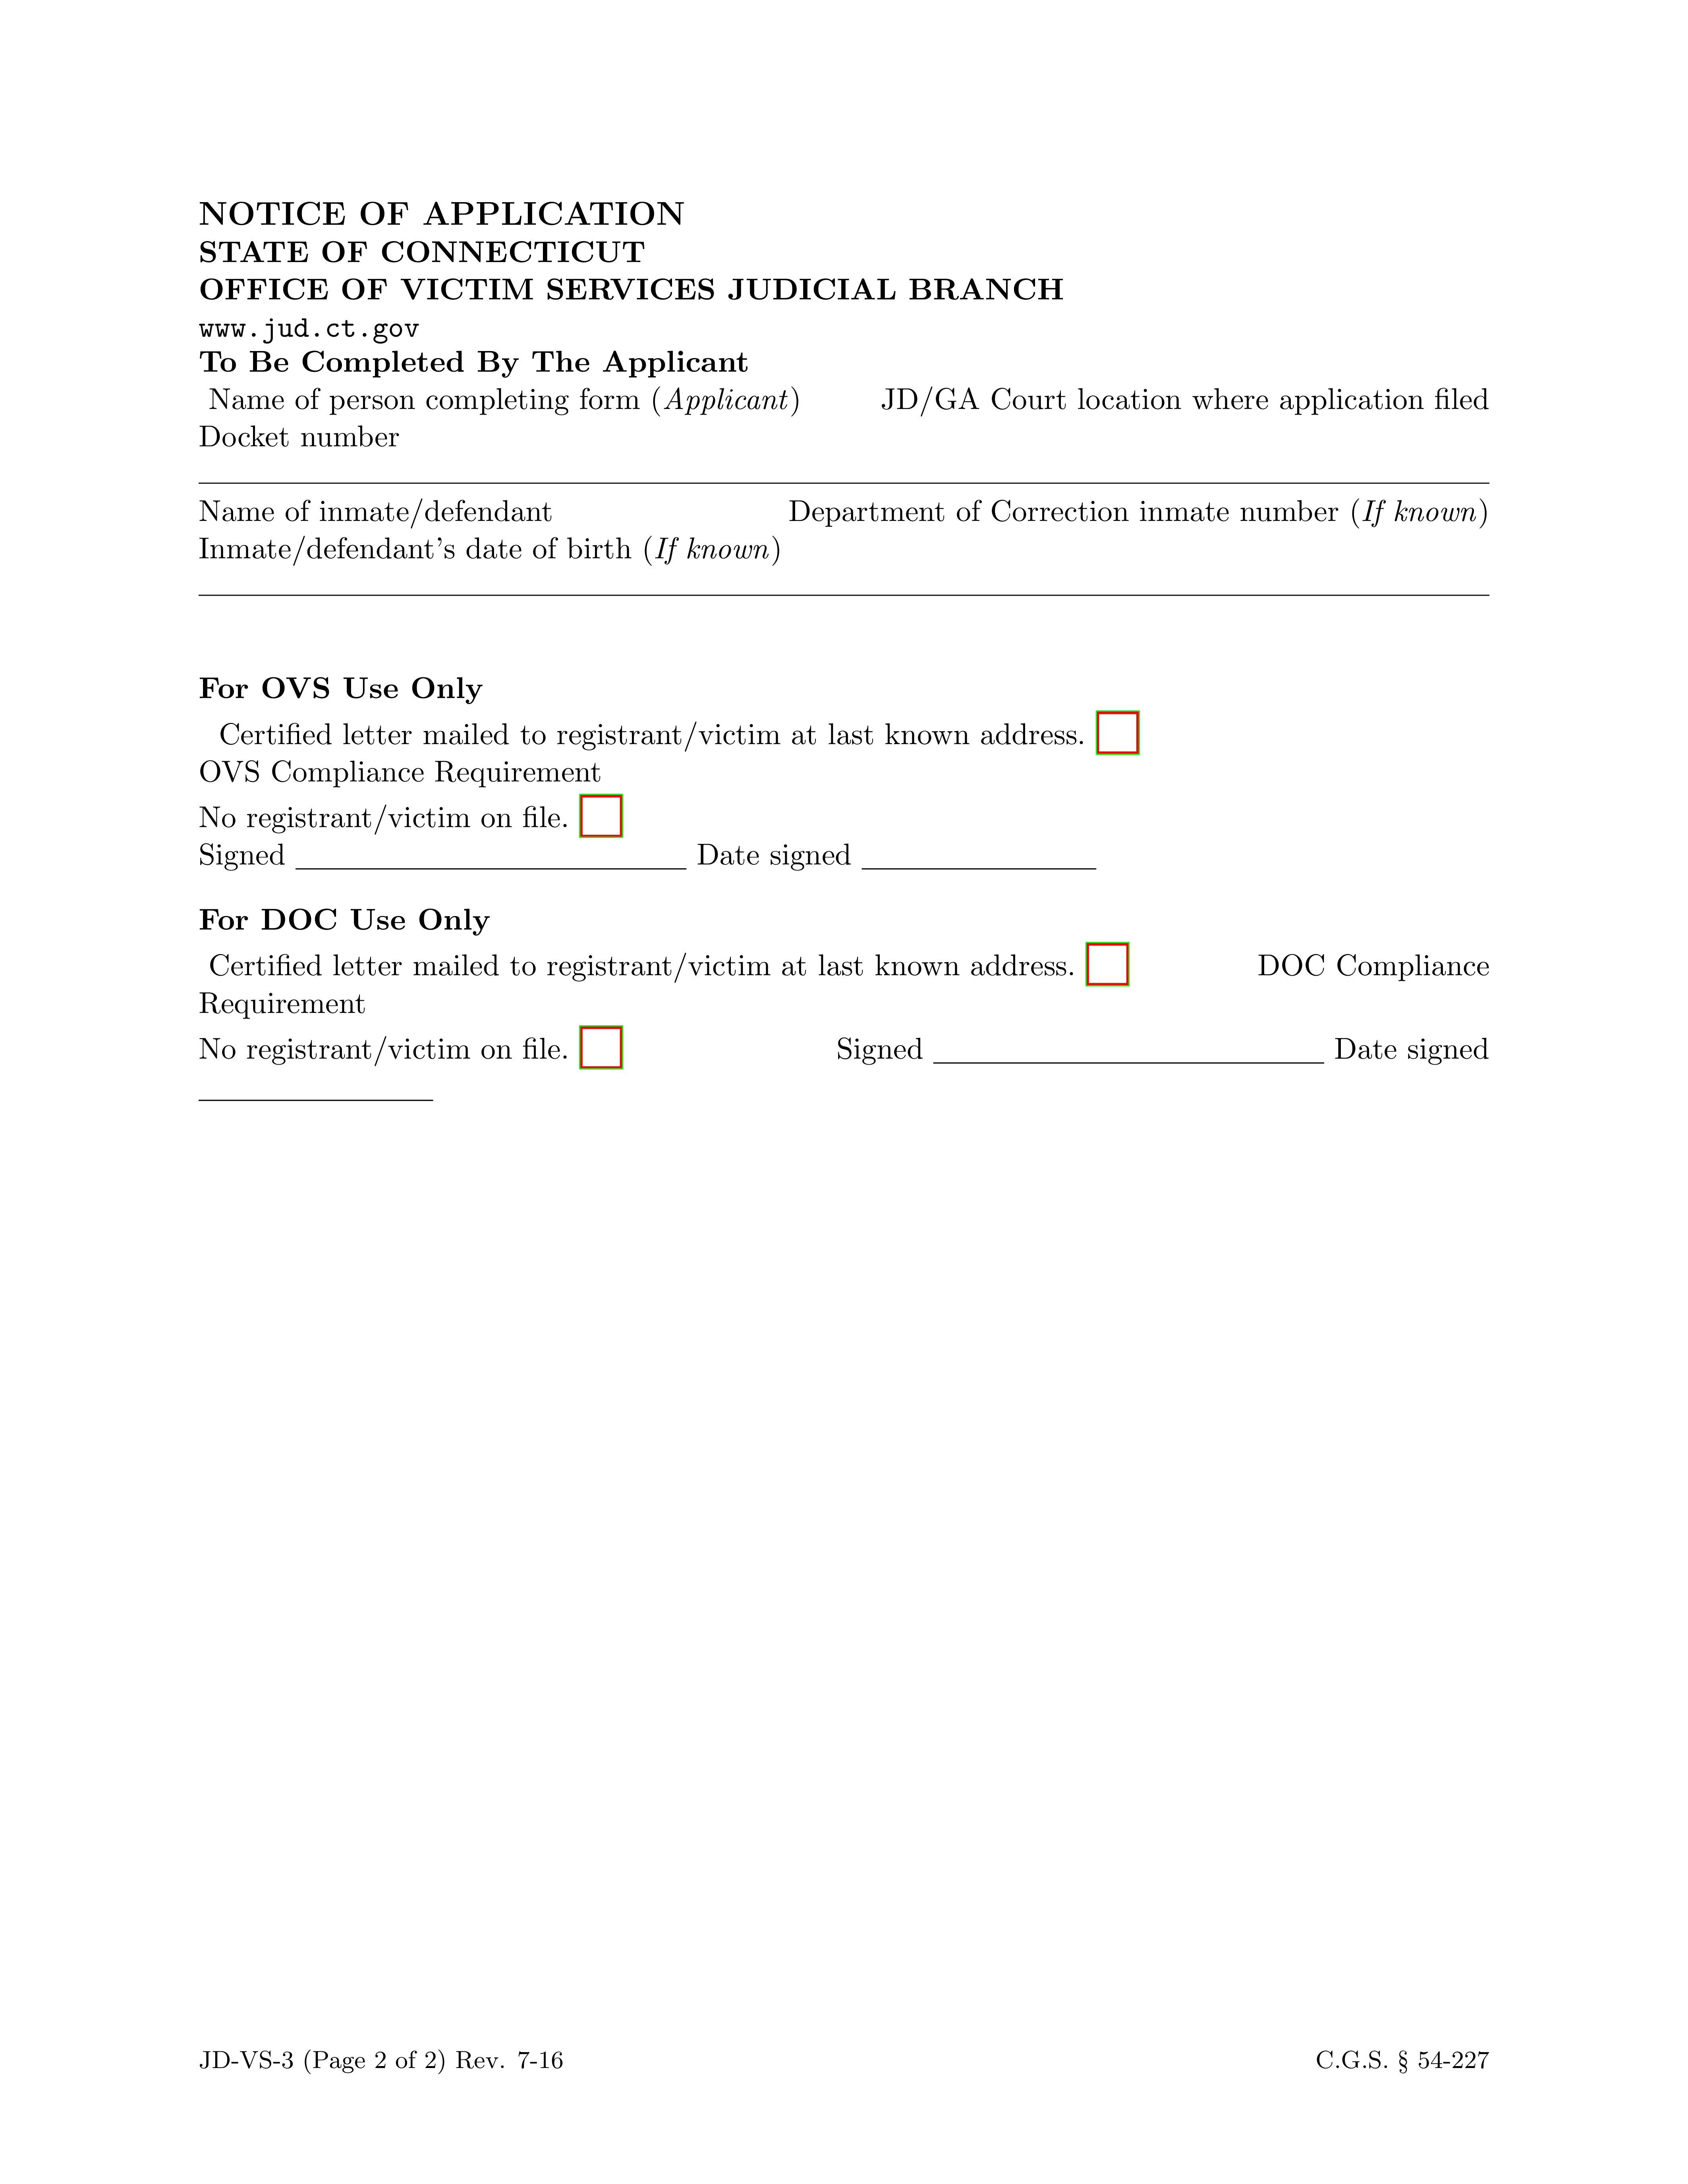 NOTICE OF APPLICATION
STATE OF CONNECTICUT
OFFICE OF VICTIM SERVICES JUDICIAL BRANCH
www.jud.ct.gov
To Be Completed By The Applicant
Name of person completing form (Applicant) JD/GA Court location where application filed
Docket number
Name of inmate/defendant Department of Correction inmate number (If known)
Inmate/defendant's date of birth (If known)
For OVS Use Only
Certified letter mailed to registrant/victim at last known address.
OVS Compliance Requirement
No registrant/victim on file.
Signed Date signed
For DOC Use Only
Certified letter mailed to registrant/victim at last known address. DOC Compliance
Requirement
No registrant/victim on file. Signed Date signed
JD-VS-3 (Page 2 of 2) Rev. 7-16 C.G.S. § 54-227